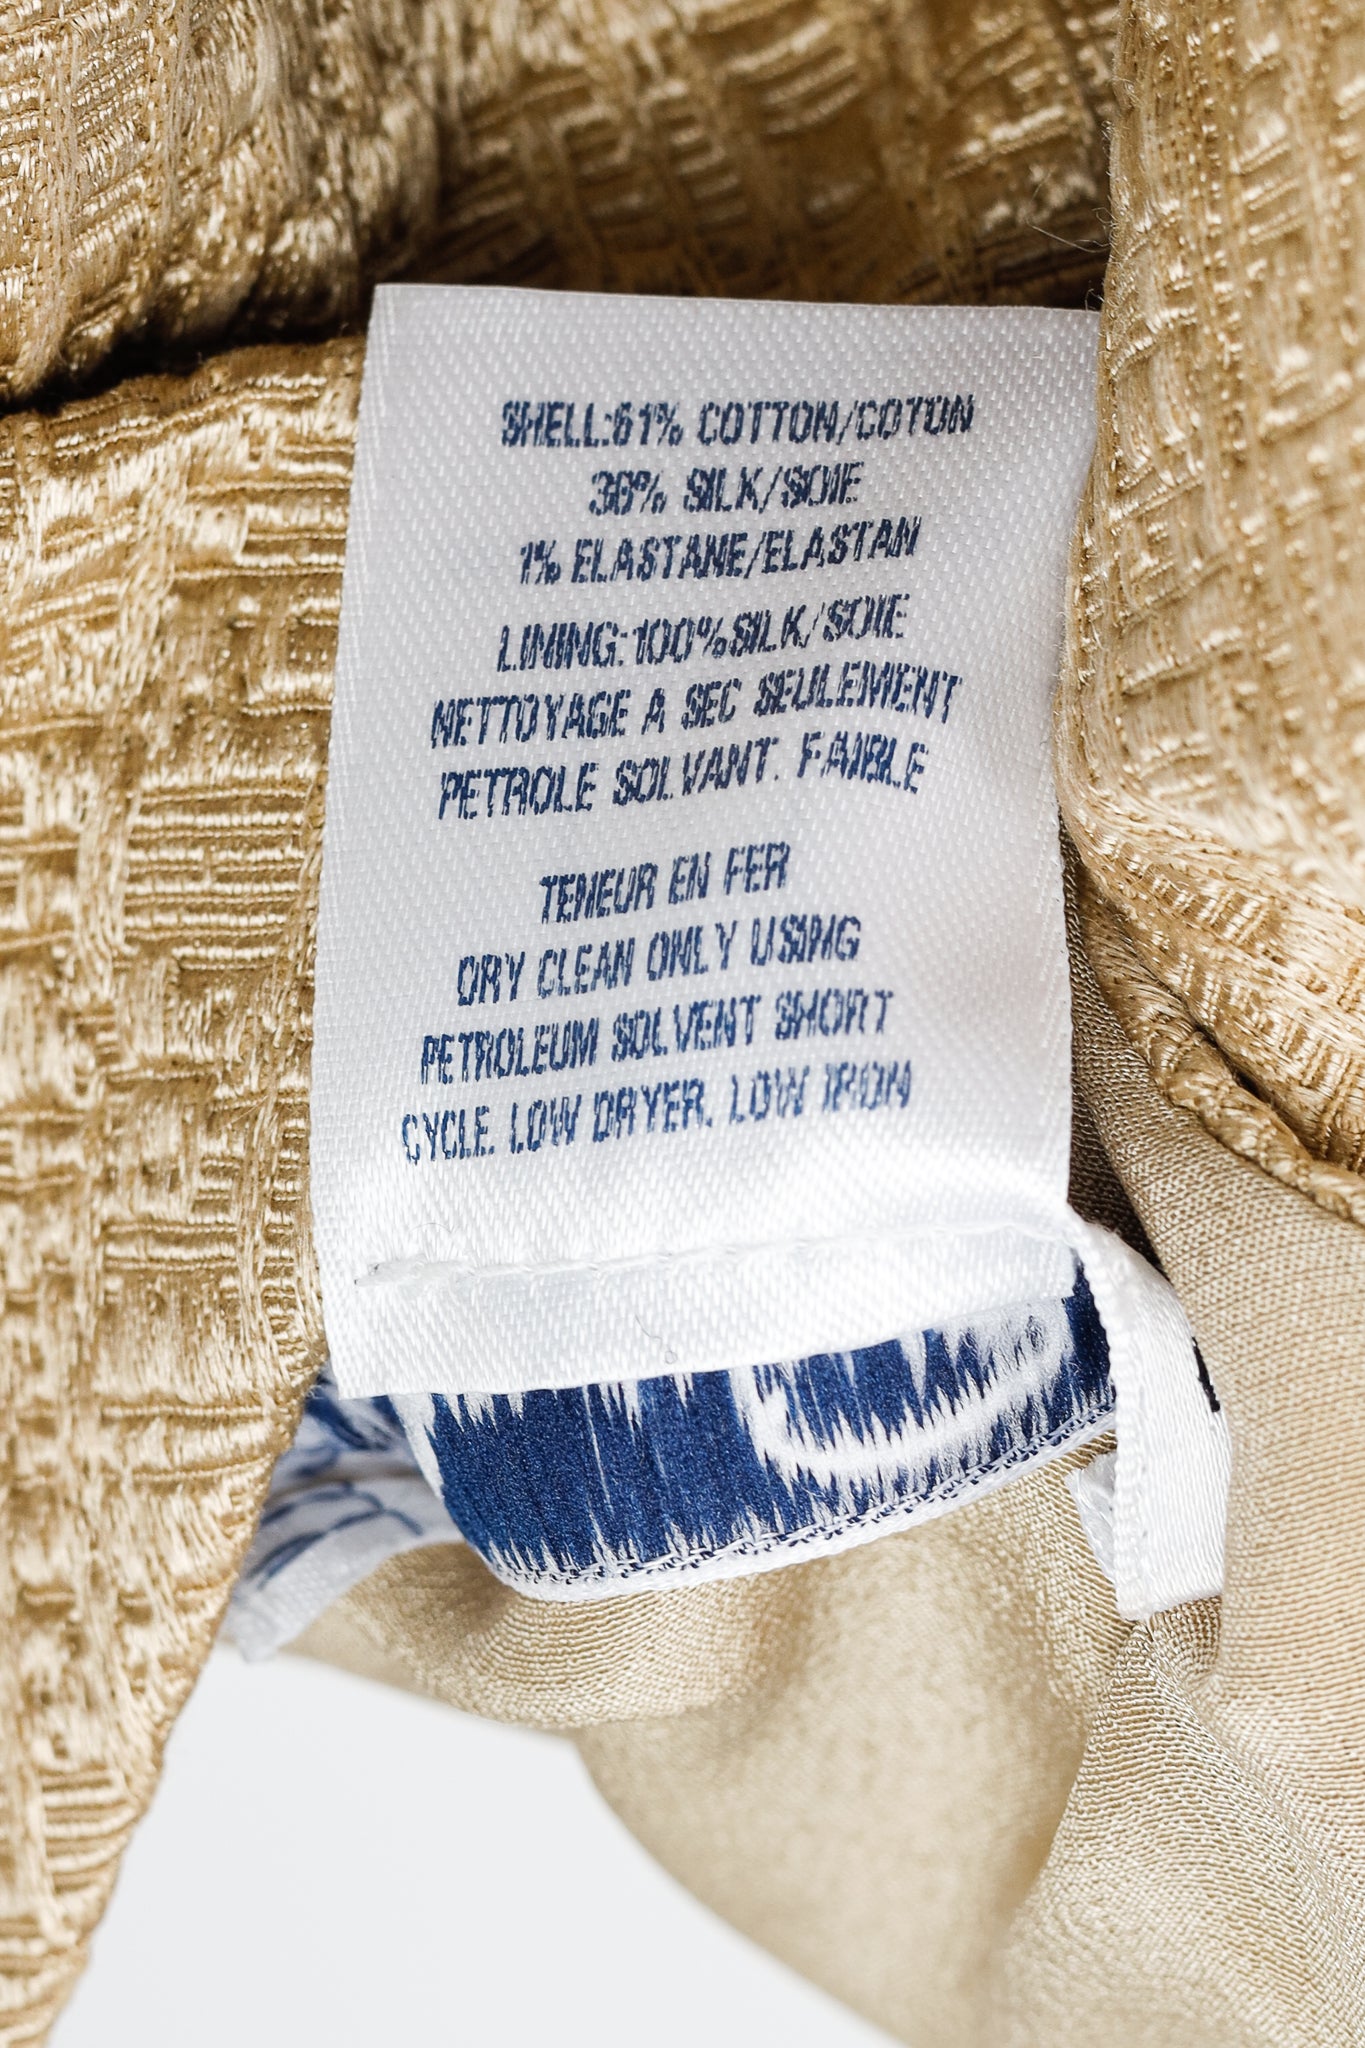 SHELL:61% COTTON/COTON
38% SILK/SOIE
1% ELASTANE/ELASTAN
LINING:100%SILK/SOIE
NETTOYAGE A SEC SEULEMENT
PETROLE SOLVANT. FAIBLE
TENEUR EN FER
DRY CLEAN ONLY USING
PETROLEUM SOLVENT SHORT
CYCLE. LOW DRYER. LOW IRON